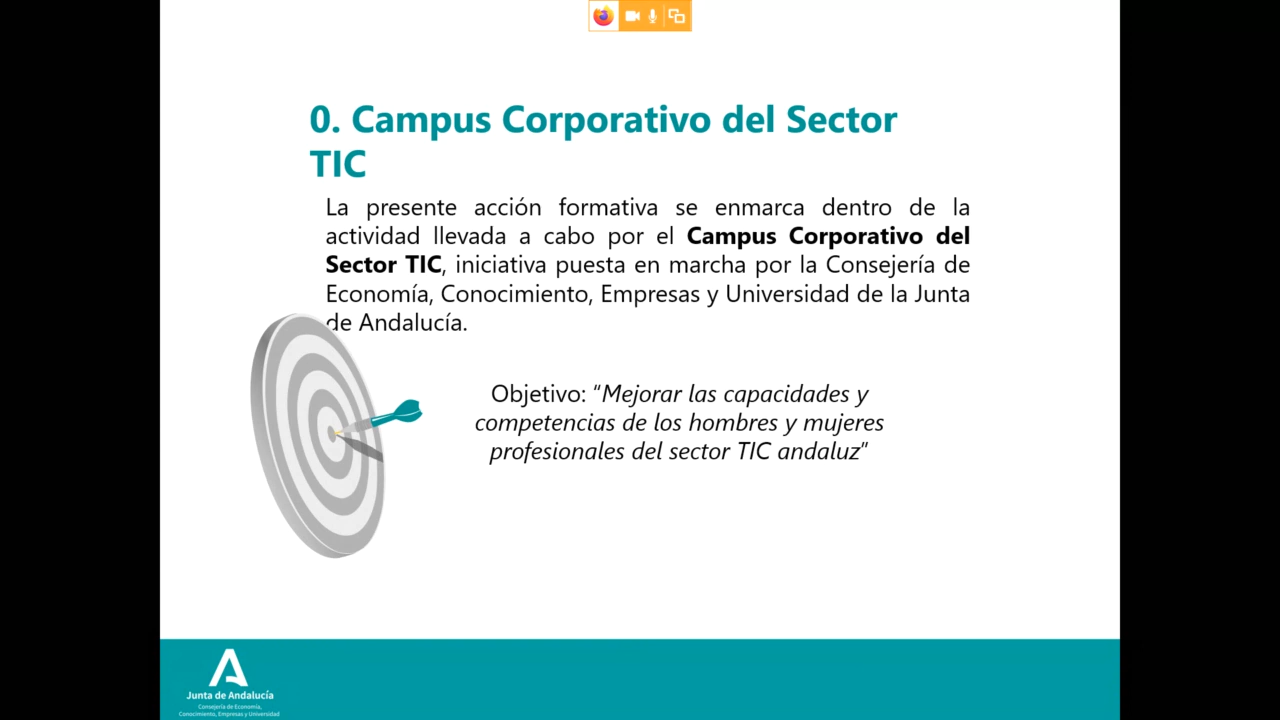 0. Campus Corporativo del Sector
TIC
La presente acción formativa se enmarca dentro de la
actividad llevada a cabo por el Campus Corporativo del
Sector TIC, iniciativa puesta en marcha por la Consejería de
Economía, Conocimiento, Empresas y Universidad de la Junta
de Andalucía.
Objetivo: “Mejorar las capacidades y
competencias de los hombres y mujeres
profesionales del sector TIC andaluz”
Junta de Andalucía
Consejería de Economía,
Conocimiento, Empresas y Universidad